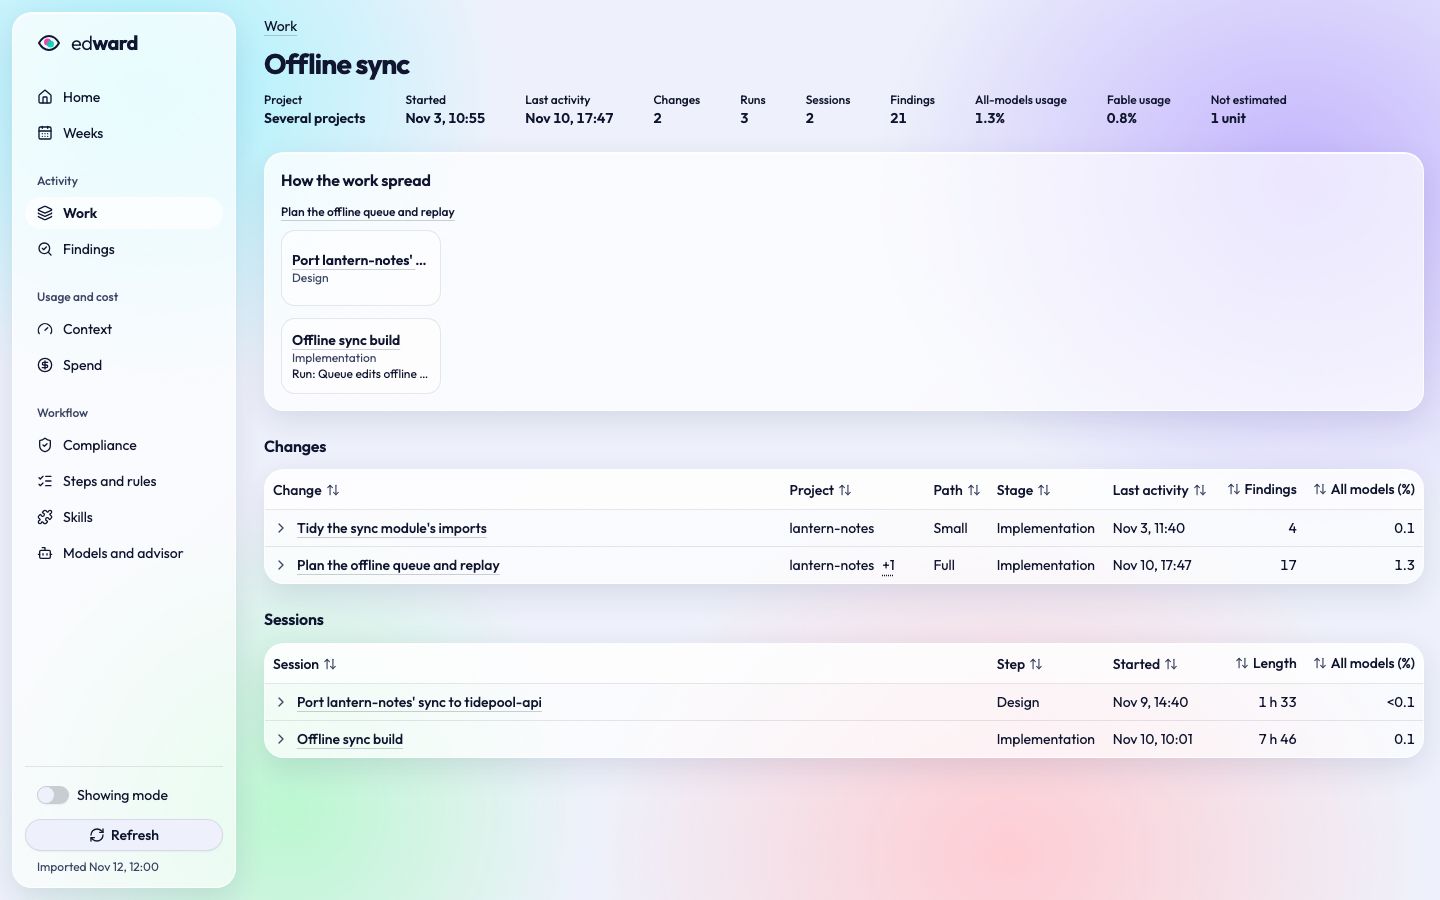 edward
Home
Weeks
Activity
Work
Findings
Usage and cost
Context
Spend
Workflow
Compliance
Steps and rules
Skills
Models and advisor
Showing mode
Refresh
Imported Nov 12, 12:00
Work
Offline sync
Project Started Last activity Changes Runs Sessions Findings All-models usage Fable usage Not estimated
Several projects Nov 3, 10:55 Nov 10, 17:47 2 3 2 21 1.3% 0.8% 1 unit
How the work spread
Plan the offline queue and replay
Port lantern-notes' ...
Design
Offline sync build
Implementation
Run: Queue edits offline ...
Changes
Change Project Path Stage Last activity Findings All models (%)
Tidy the sync module's imports lantern-notes Small Implementation Nov 3, 11:40 4 0.1
Plan the offline queue and replay lantern-notes +1 Full Implementation Nov 10, 17:47 17 1.3
Sessions
Session Step Started Length All models (%)
Port lantern-notes' sync to tidepool-api Design Nov 9, 14:40 1 h 33 <0.1
Offline sync build Implementation Nov 10, 10:01 7 h 46 0.1